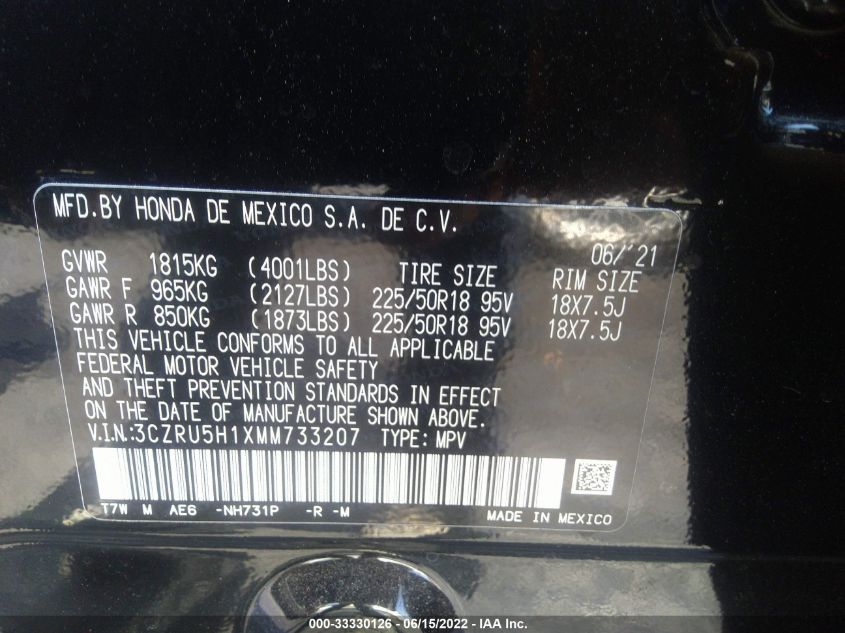 MFD.BY HONDA DE MEXICO S.A. DE C.V.
06/'21
GVWR 1815KG (4001LBS) TIRE SIZE RIM SIZE
GAWR F 965KG (2127LBS) 225/50R18 95V 18X7.5J
GAWR R 850KG (1873LBS) 225/50R18 95V 18X7.5J
THIS VEHICLE CONFORMS TO ALL APPLICABLE
FEDERAL MOTOR VEHICLE SAFETY
AND THEFT PREVENTION STANDARDS IN EFFECT
ON THE DATE OF MANUFACTURE SHOWN ABOVE.
V.I.N.:3CZRU5H1XMM733207 TYPE: MPV
T7W M AE6 -NH731P -R -M MADE IN MEXICO
000-33330126 - 06/15/2022 - IAA Inc.